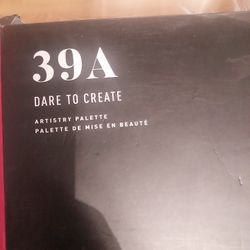 39A
DARE TO CREATE
ARTISTRY PALETTE
PALETTE DE MISE EN BEAUTÉ